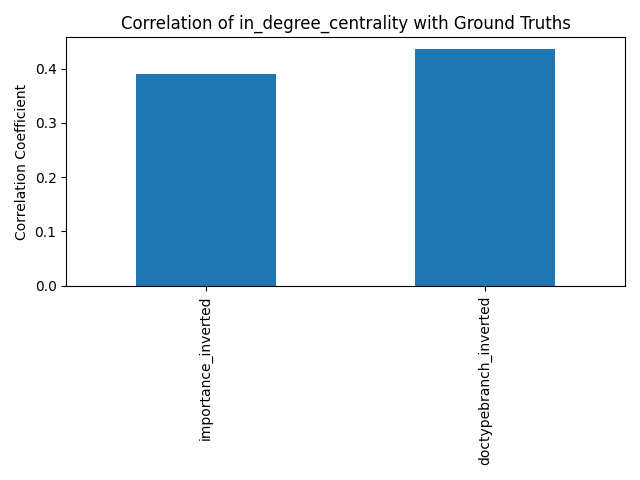 Correlation of in_degree_centrality with Ground Truths
Correlation Coefficient
0.4
0.3
0.2
0.1
0.0
importance_inverted
doctypebranch_inverted